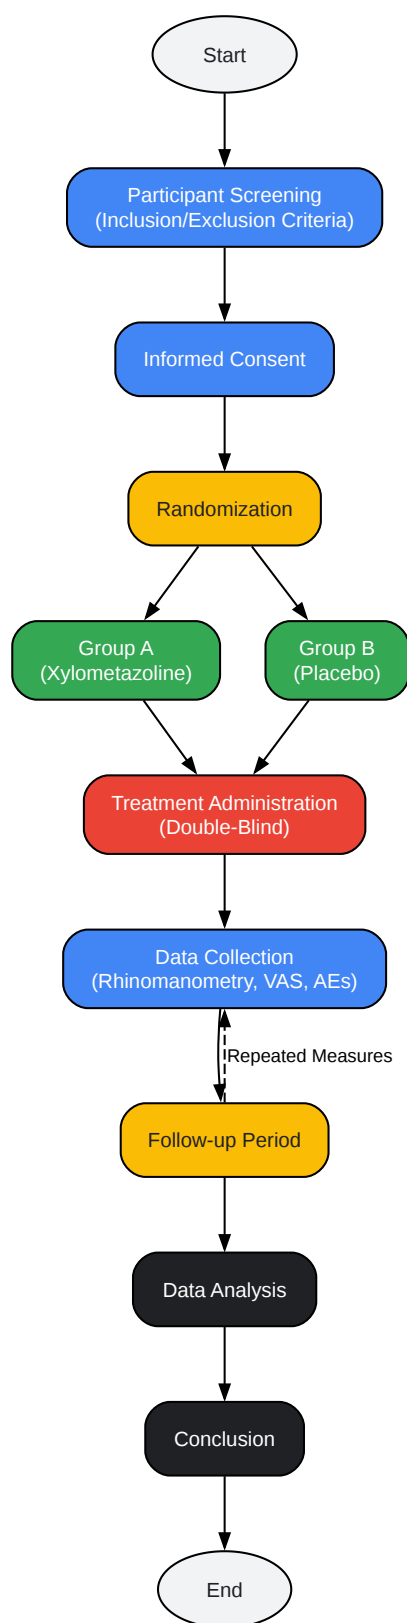 Start
Participant Screening
(Inclusion/Exclusion Criteria)
Informed Consent
Randomization
Group A
(Xylometazoline)
Group B
(Placebo)
Treatment Administration
(Double-Blind)
Data Collection
(Rhinomanometry, VAS, AEs)
Repeated Measures
Follow-up Period
Data Analysis
Conclusion
End